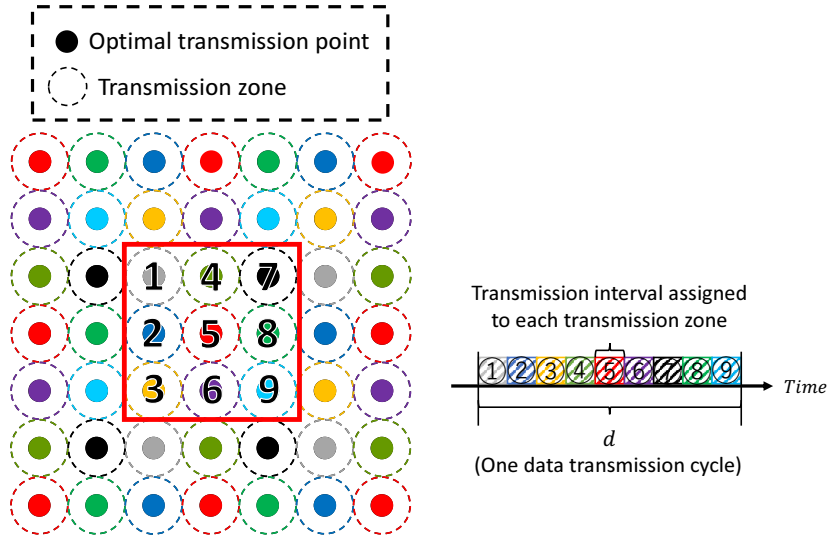 Optimal transmission point
Transmission zone
1 4 7
2 5 8
3 6 9
Transmission interval assigned
to each transmission zone
1 2 3 4 5 6 7 8 9
Time
d
(One data transmission cycle)